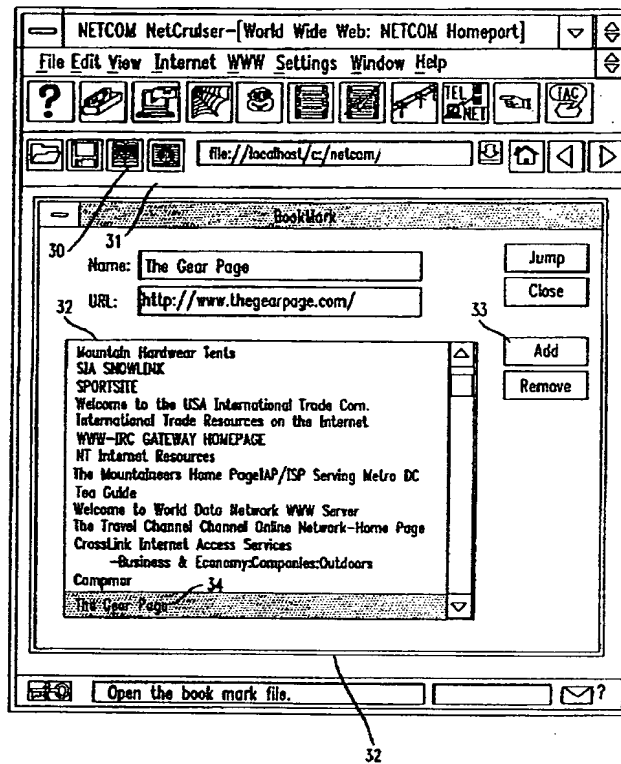 NETCOM NetCruiser-[World Wide Web: NETCOM Homeport]
File Edit View Internet WWW Settings Window Help
?
TEL NET
(TAC)
file://localhost/c:/netcom/
BookMark
30
31
Name: The Gear Page
Jump
URL: http://www.thegearpage.com/
Close
32
33
Mountain Hardwear Tents
Add
SIA SNOWLINK
SPORTSITE
Remove
Welcome to the USA International Trade Com.
International Trade Resources on the Internet
WWW-IRC GATEWAY HOMEPAGE
NT Internet Resources
The Mountaineers Home PageIAP/ISP Serving Metro DC
Tea Guide
Welcome to World Data Network WWW Server
The Travel Channel Channel Online Network-Home Page
CrossLink Internet Access Services
-Business & Economy:Companies:Outdoors
Campmor
34
The Gear Page
Open the book mark file.
?
32